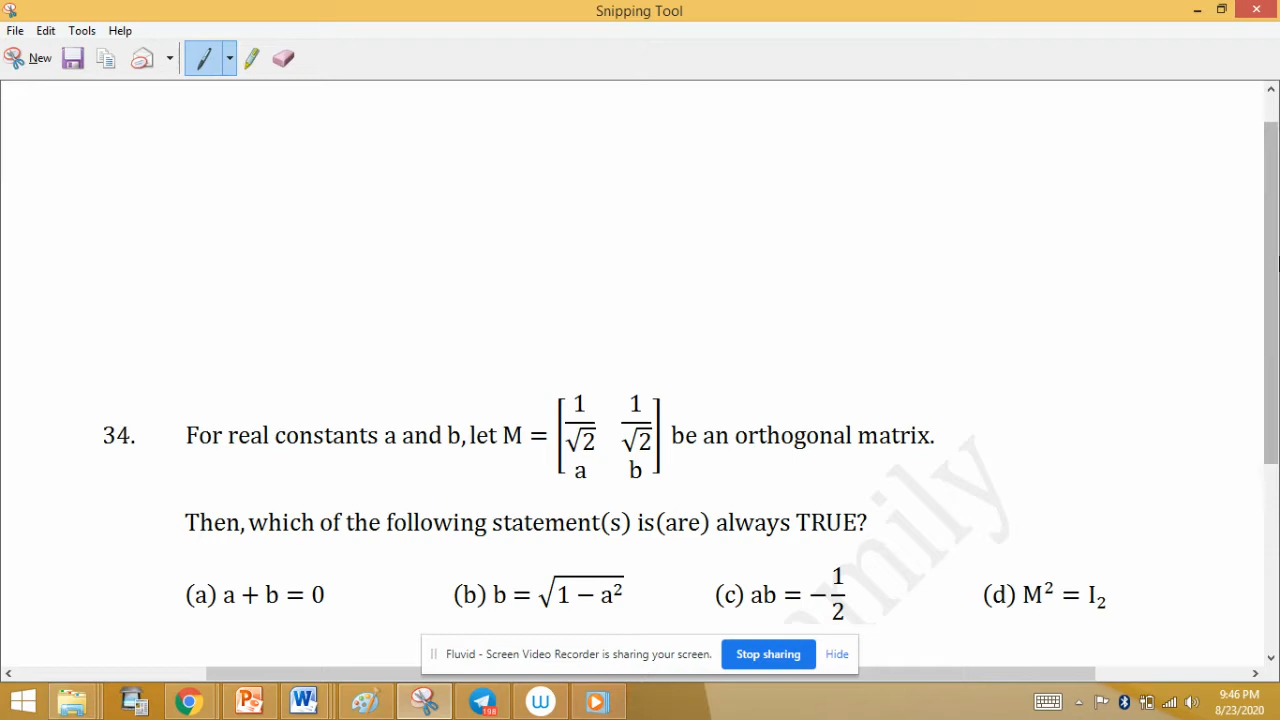 Snipping Tool
File Edit Tools Help
New
34. For real constants a and b, let M = [1/√2 1/√2; a b] be an orthogonal matrix.
Then, which of the following statement(s) is(are) always TRUE?
(a) a + b = 0 (b) b = √(1 − a²) (c) ab = −1/2 (d) M² = I₂
mily
Fluvid - Screen Video Recorder is sharing your screen. Stop sharing Hide
198
9:46 PM
8/23/2020